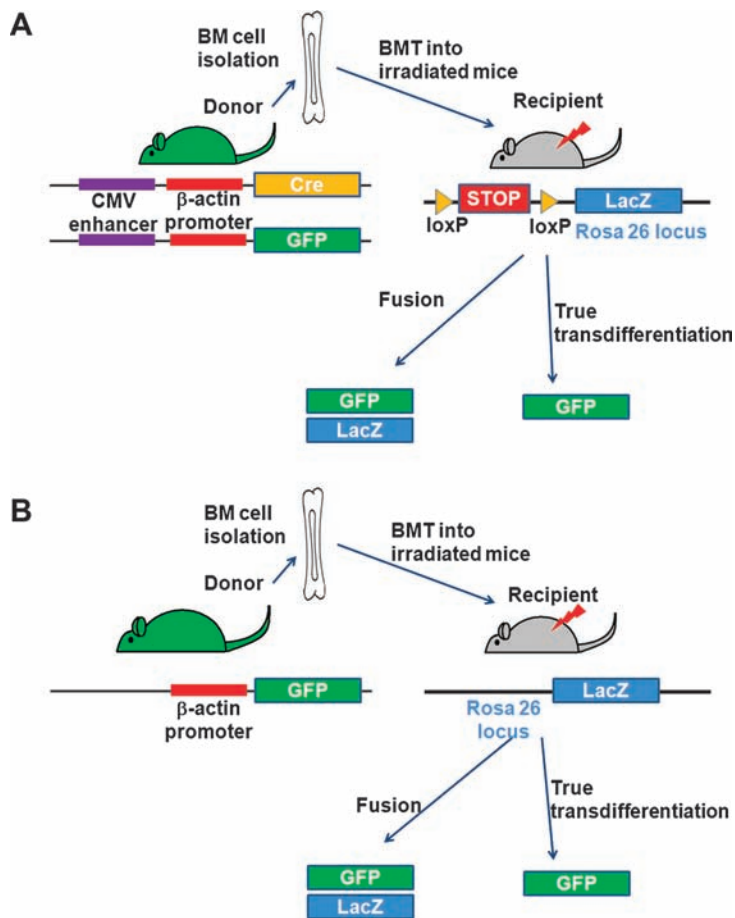 A
BM cell
isolation
BMT into
irradiated mice
Donor
Recipient
Cre
CMV
enhancer
β-actin
promoter
GFP
STOP
LacZ
loxP
loxP
Rosa 26 locus
Fusion
True
transdifferentiation
GFP
LacZ
GFP
B
BM cell
isolation
BMT into
irradiated mice
Donor
Recipient
GFP
β-actin
promoter
LacZ
Rosa 26
locus
Fusion
True
transdifferentiation
GFP
LacZ
GFP